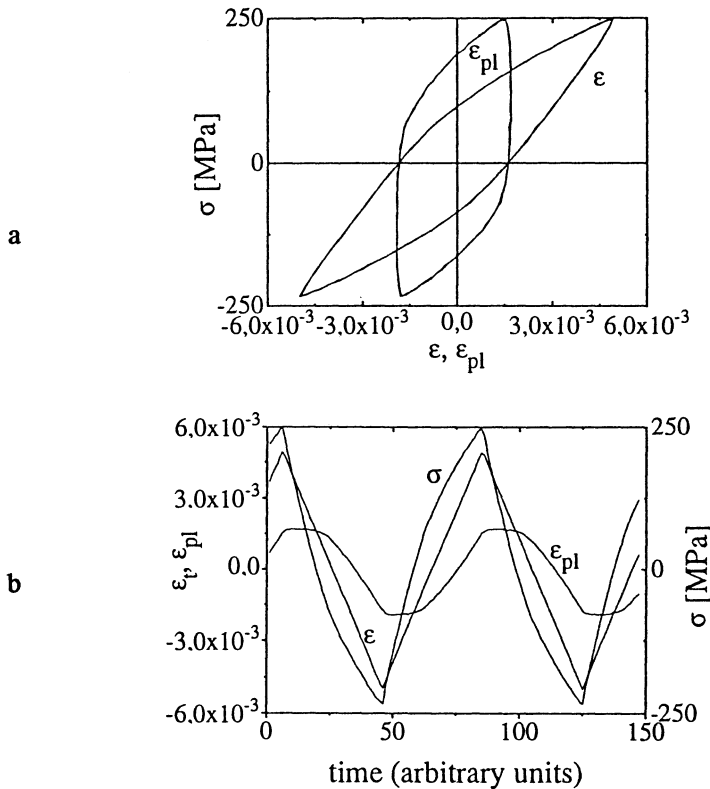 250
ε_pl
ε
σ [MPa]
0
a
-250
-6,0x10⁻³ -3,0x10⁻³ 0,0 3,0x10⁻³ 6,0x10⁻³
ε, ε_pl
6,0x10⁻³
250
σ
3,0x10⁻³
ε_t, ε_pl
ε_pl
0,0
0
σ [MPa]
b
ε
-3,0x10⁻³
-6,0x10⁻³
-250
0 50 100 150
time (arbitrary units)